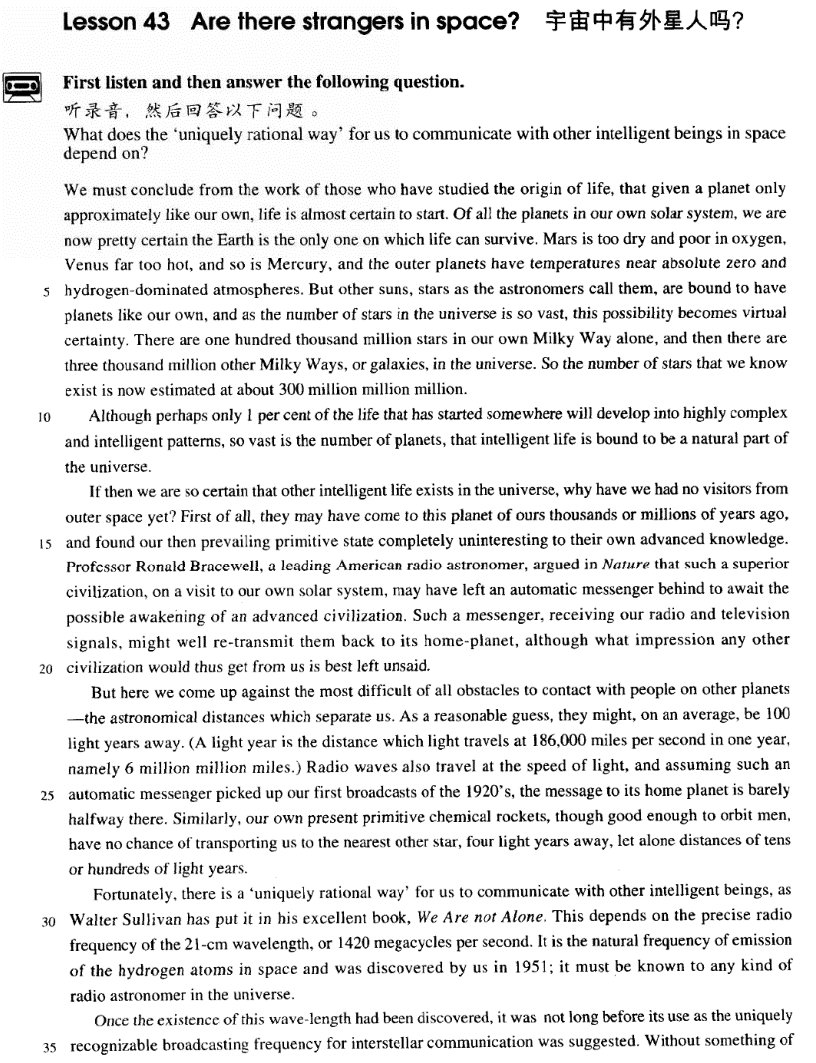 Lesson 43 Are there strangers in space? 宇宙中有外星人吗?
First listen and then answer the following question.
听录音，然后回答以下问题。
What does the ‘uniquely rational way’ for us to communicate with other intelligent beings in space
depend on?
We must conclude from the work of those who have studied the origin of life, that given a planet only
approximately like our own, life is almost certain to start. Of all the planets in our own solar system, we are
now pretty certain the Earth is the only one on which life can survive. Mars is too dry and poor in oxygen,
Venus far too hot, and so is Mercury, and the outer planets have temperatures near absolute zero and
5 hydrogen-dominated atmospheres. But other suns, stars as the astronomers call them, are bound to have
planets like our own, and as the number of stars in the universe is so vast, this possibility becomes virtual
certainty. There are one hundred thousand million stars in our own Milky Way alone, and then there are
three thousand million other Milky Ways, or galaxies, in the universe. So the number of stars that we know
exist is now estimated at about 300 million million million.
10 Although perhaps only 1 per cent of the life that has started somewhere will develop into highly complex
and intelligent patterns, so vast is the number of planets, that intelligent life is bound to be a natural part of
the universe.
If then we are so certain that other intelligent life exists in the universe, why have we had no visitors from
outer space yet? First of all, they may have come to this planet of ours thousands or millions of years ago,
15 and found our then prevailing primitive state completely uninteresting to their own advanced knowledge.
Professor Ronald Bracewell, a leading American radio astronomer, argued in Nature that such a superior
civilization, on a visit to our own solar system, may have left an automatic messenger behind to await the
possible awakening of an advanced civilization. Such a messenger, receiving our radio and television
signals, might well re-transmit them back to its home-planet, although what impression any other
20 civilization would thus get from us is best left unsaid.
But here we come up against the most difficult of all obstacles to contact with people on other planets
—the astronomical distances which separate us. As a reasonable guess, they might, on an average, be 100
light years away. (A light year is the distance which light travels at 186,000 miles per second in one year,
namely 6 million million miles.) Radio waves also travel at the speed of light, and assuming such an
25 automatic messenger picked up our first broadcasts of the 1920's, the message to its home planet is barely
halfway there. Similarly, our own present primitive chemical rockets, though good enough to orbit men,
have no chance of transporting us to the nearest other star, four light years away, let alone distances of tens
or hundreds of light years.
Fortunately, there is a ‘uniquely rational way’ for us to communicate with other intelligent beings, as
30 Walter Sullivan has put it in his excellent book, We Are not Alone. This depends on the precise radio
frequency of the 21-cm wavelength, or 1420 megacycles per second. It is the natural frequency of emission
of the hydrogen atoms in space and was discovered by us in 1951; it must be known to any kind of
radio astronomer in the universe.
Once the existence of this wave-length had been discovered, it was not long before its use as the uniquely
35 recognizable broadcasting frequency for interstellar communication was suggested. Without something of